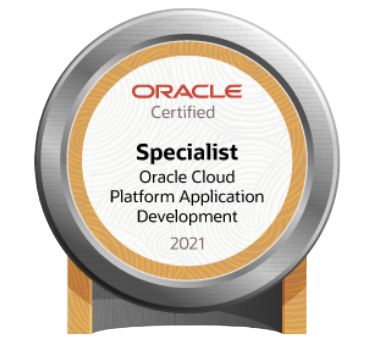 ORACLE
Certified
Specialist
Oracle Cloud
Platform Application
Development
2021